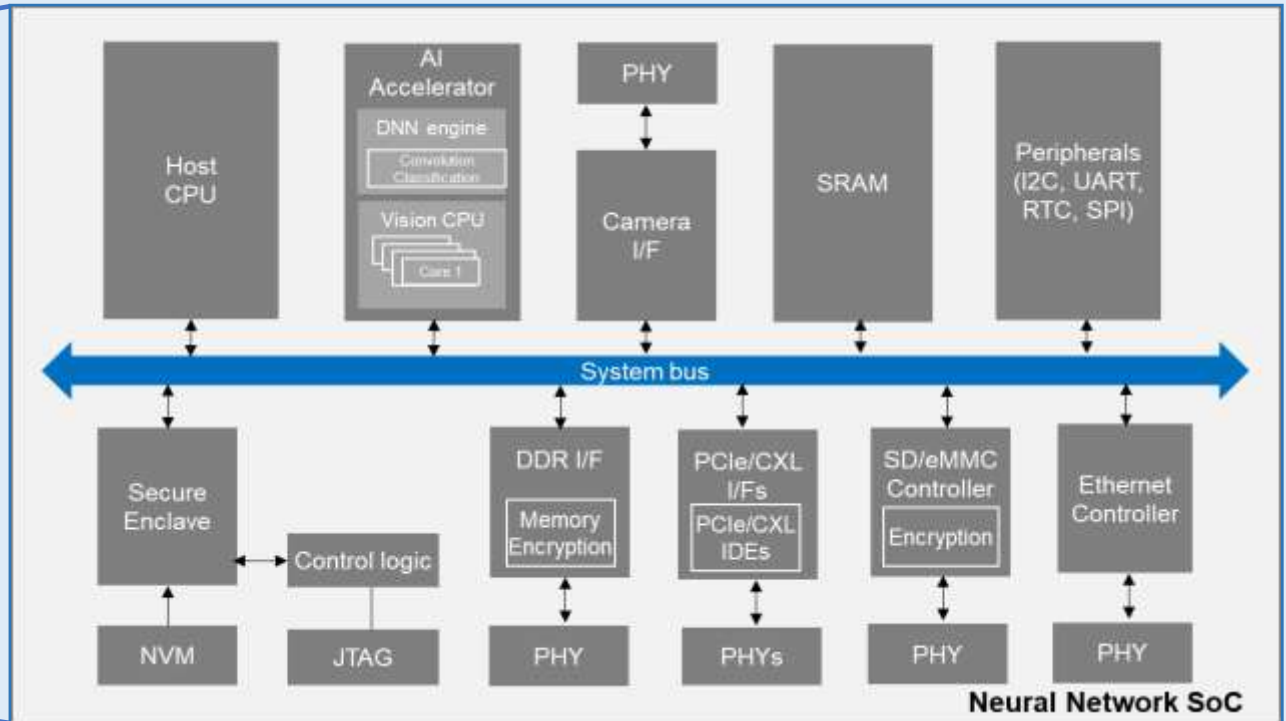 Host
CPU
AI
Accelerator
DNN engine
Convolution
Classification
Vision CPU
Core 1
PHY
Camera
I/F
SRAM
Peripherals
(I2C, UART,
RTC, SPI)
System bus
Secure
Enclave
Control logic
NVM
JTAG
DDR I/F
Memory
Encryption
PHY
PCIe/CXL
I/Fs
PCIe/CXL
IDEs
PHYs
SD/eMMC
Controller
Encryption
PHY
Ethernet
Controller
PHY
Neural Network SoC